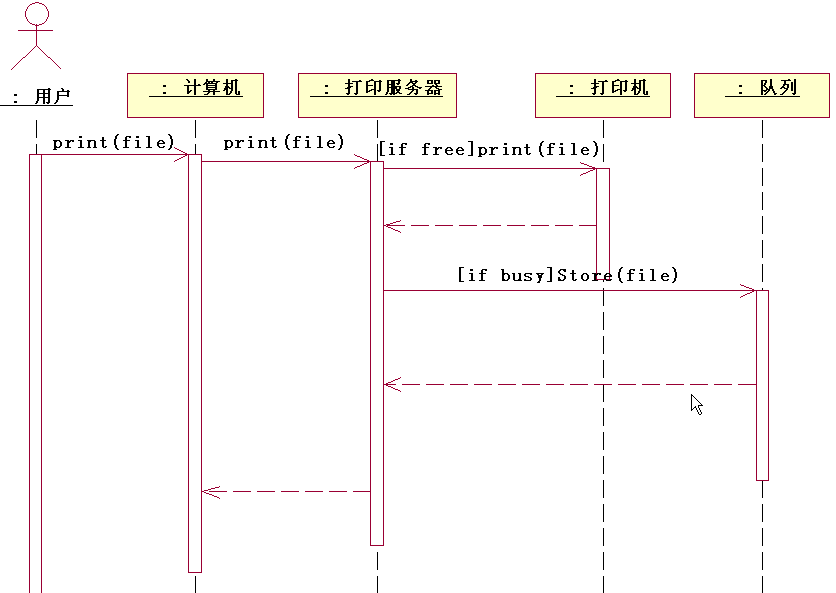 : 用户
: 计算机
: 打印服务器
: 打印机
: 队列
print(file)
print(file)
[if free]print(file)
[if busy]Store(file)